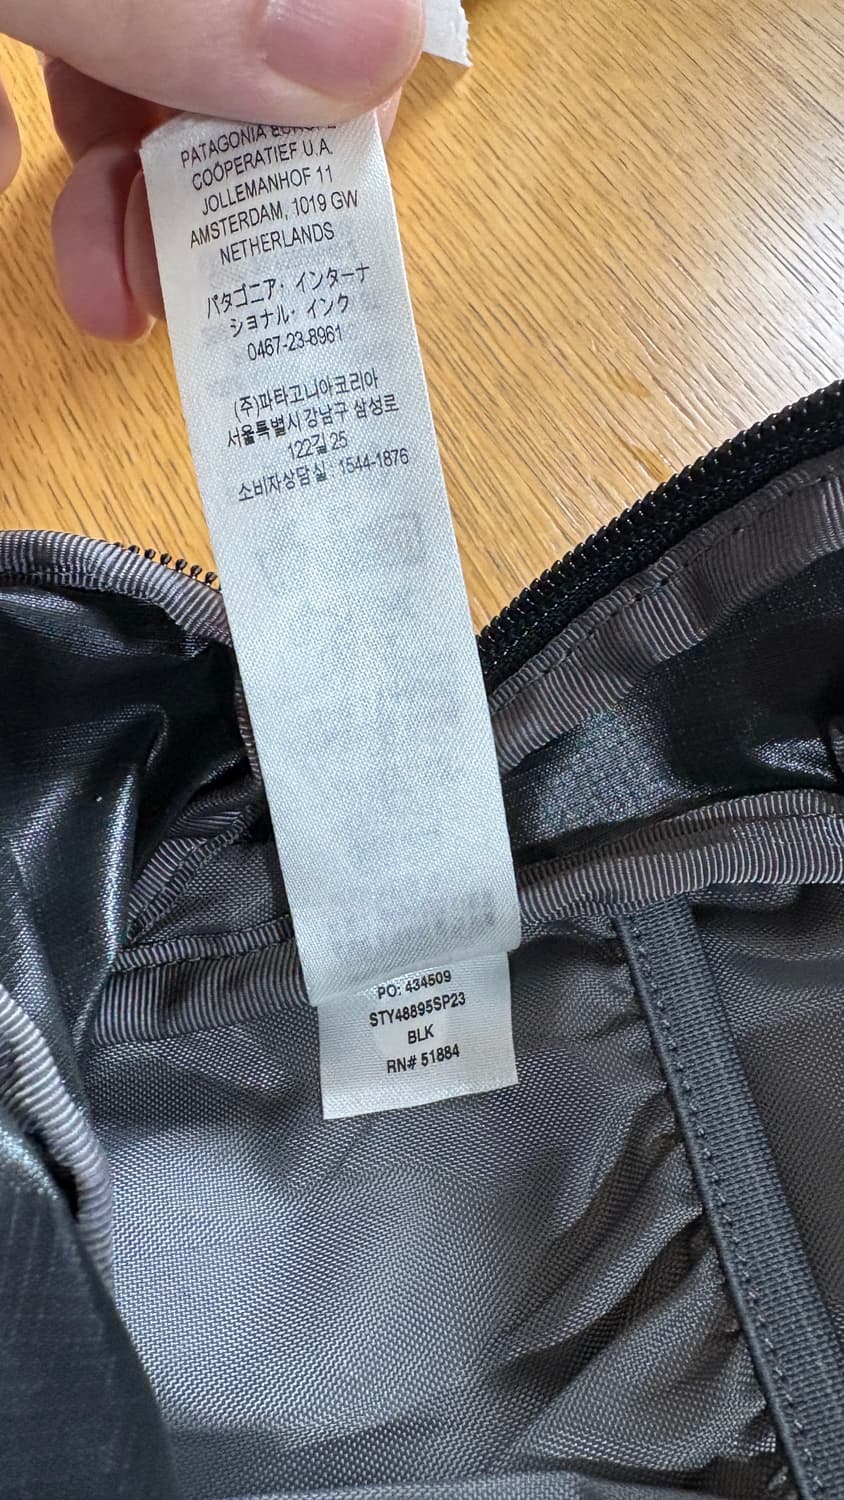 PATAGONIA EUROPE
COÖPERATIEF U.A.
JOLLEMANHOF 11
AMSTERDAM, 1019 GW
NETHERLANDS
パタゴニア・インターナ
ショナル・インク
0467-23-8961
(주)파타고니아코리아
서울특별시 강남구 삼성로
122길 25
소비자상담실 1544-1876
PO: 434509
STY48895SP23
BLK
RN# 51884